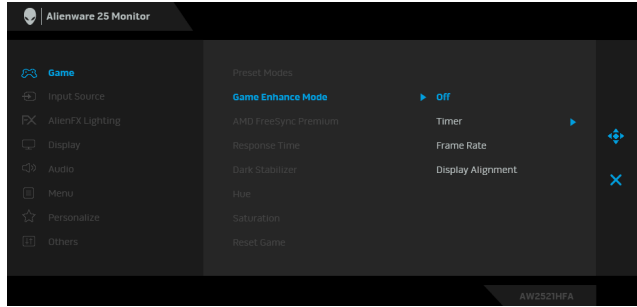 Alienware 25 Monitor
Game
Preset Modes
Input Source
Game Enhance Mode
Off
AlienFX Lighting
AMD FreeSync Premium
Timer
Display
Response Time
Frame Rate
Audio
Dark Stabilizer
Display Alignment
Menu
Hue
Personalize
Saturation
Others
Reset Game
AW2521HFA